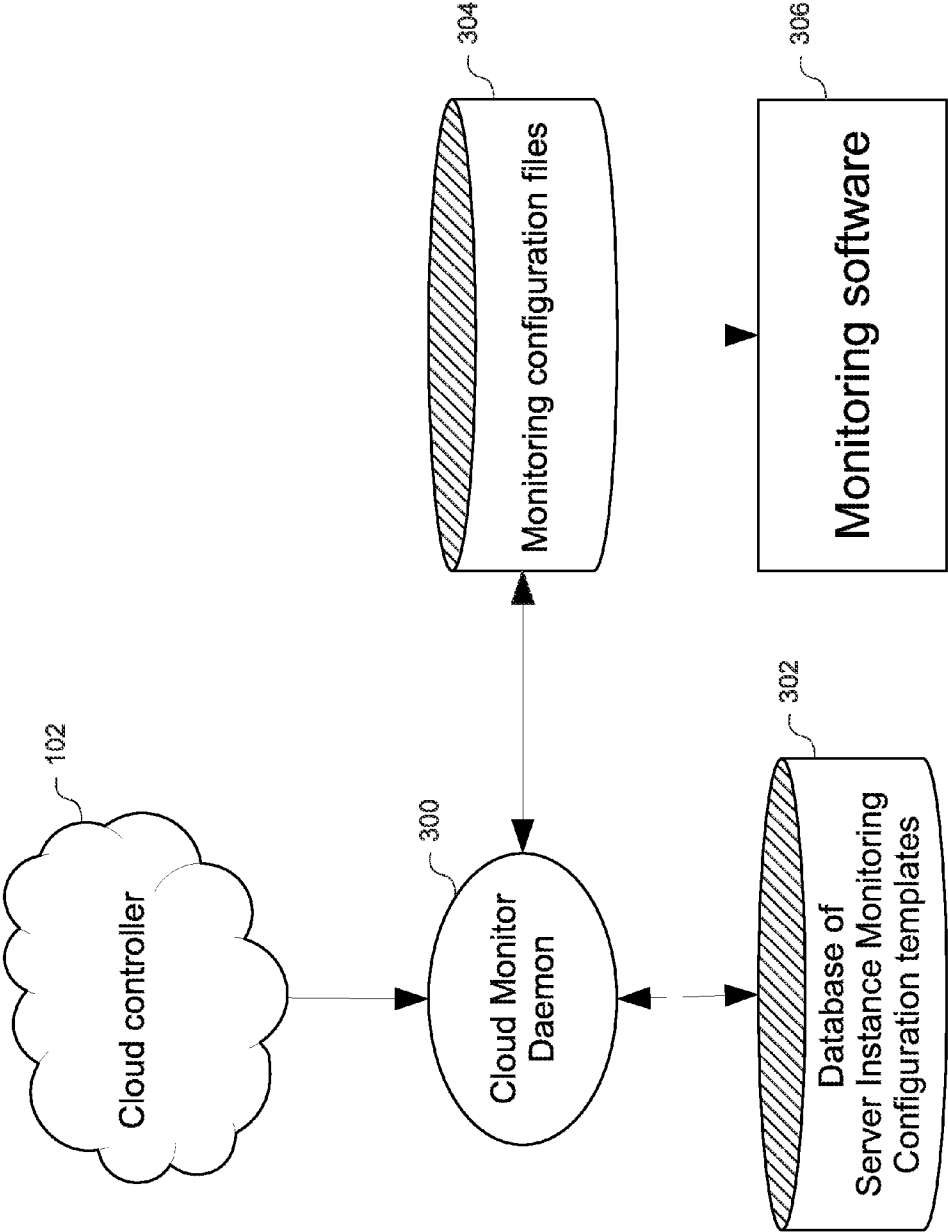 102
Cloud controller
300
Cloud Monitor
Daemon
304
Monitoring configuration files
302
Database of
Server Instance Monitoring
Configuration templates
306
Monitoring software